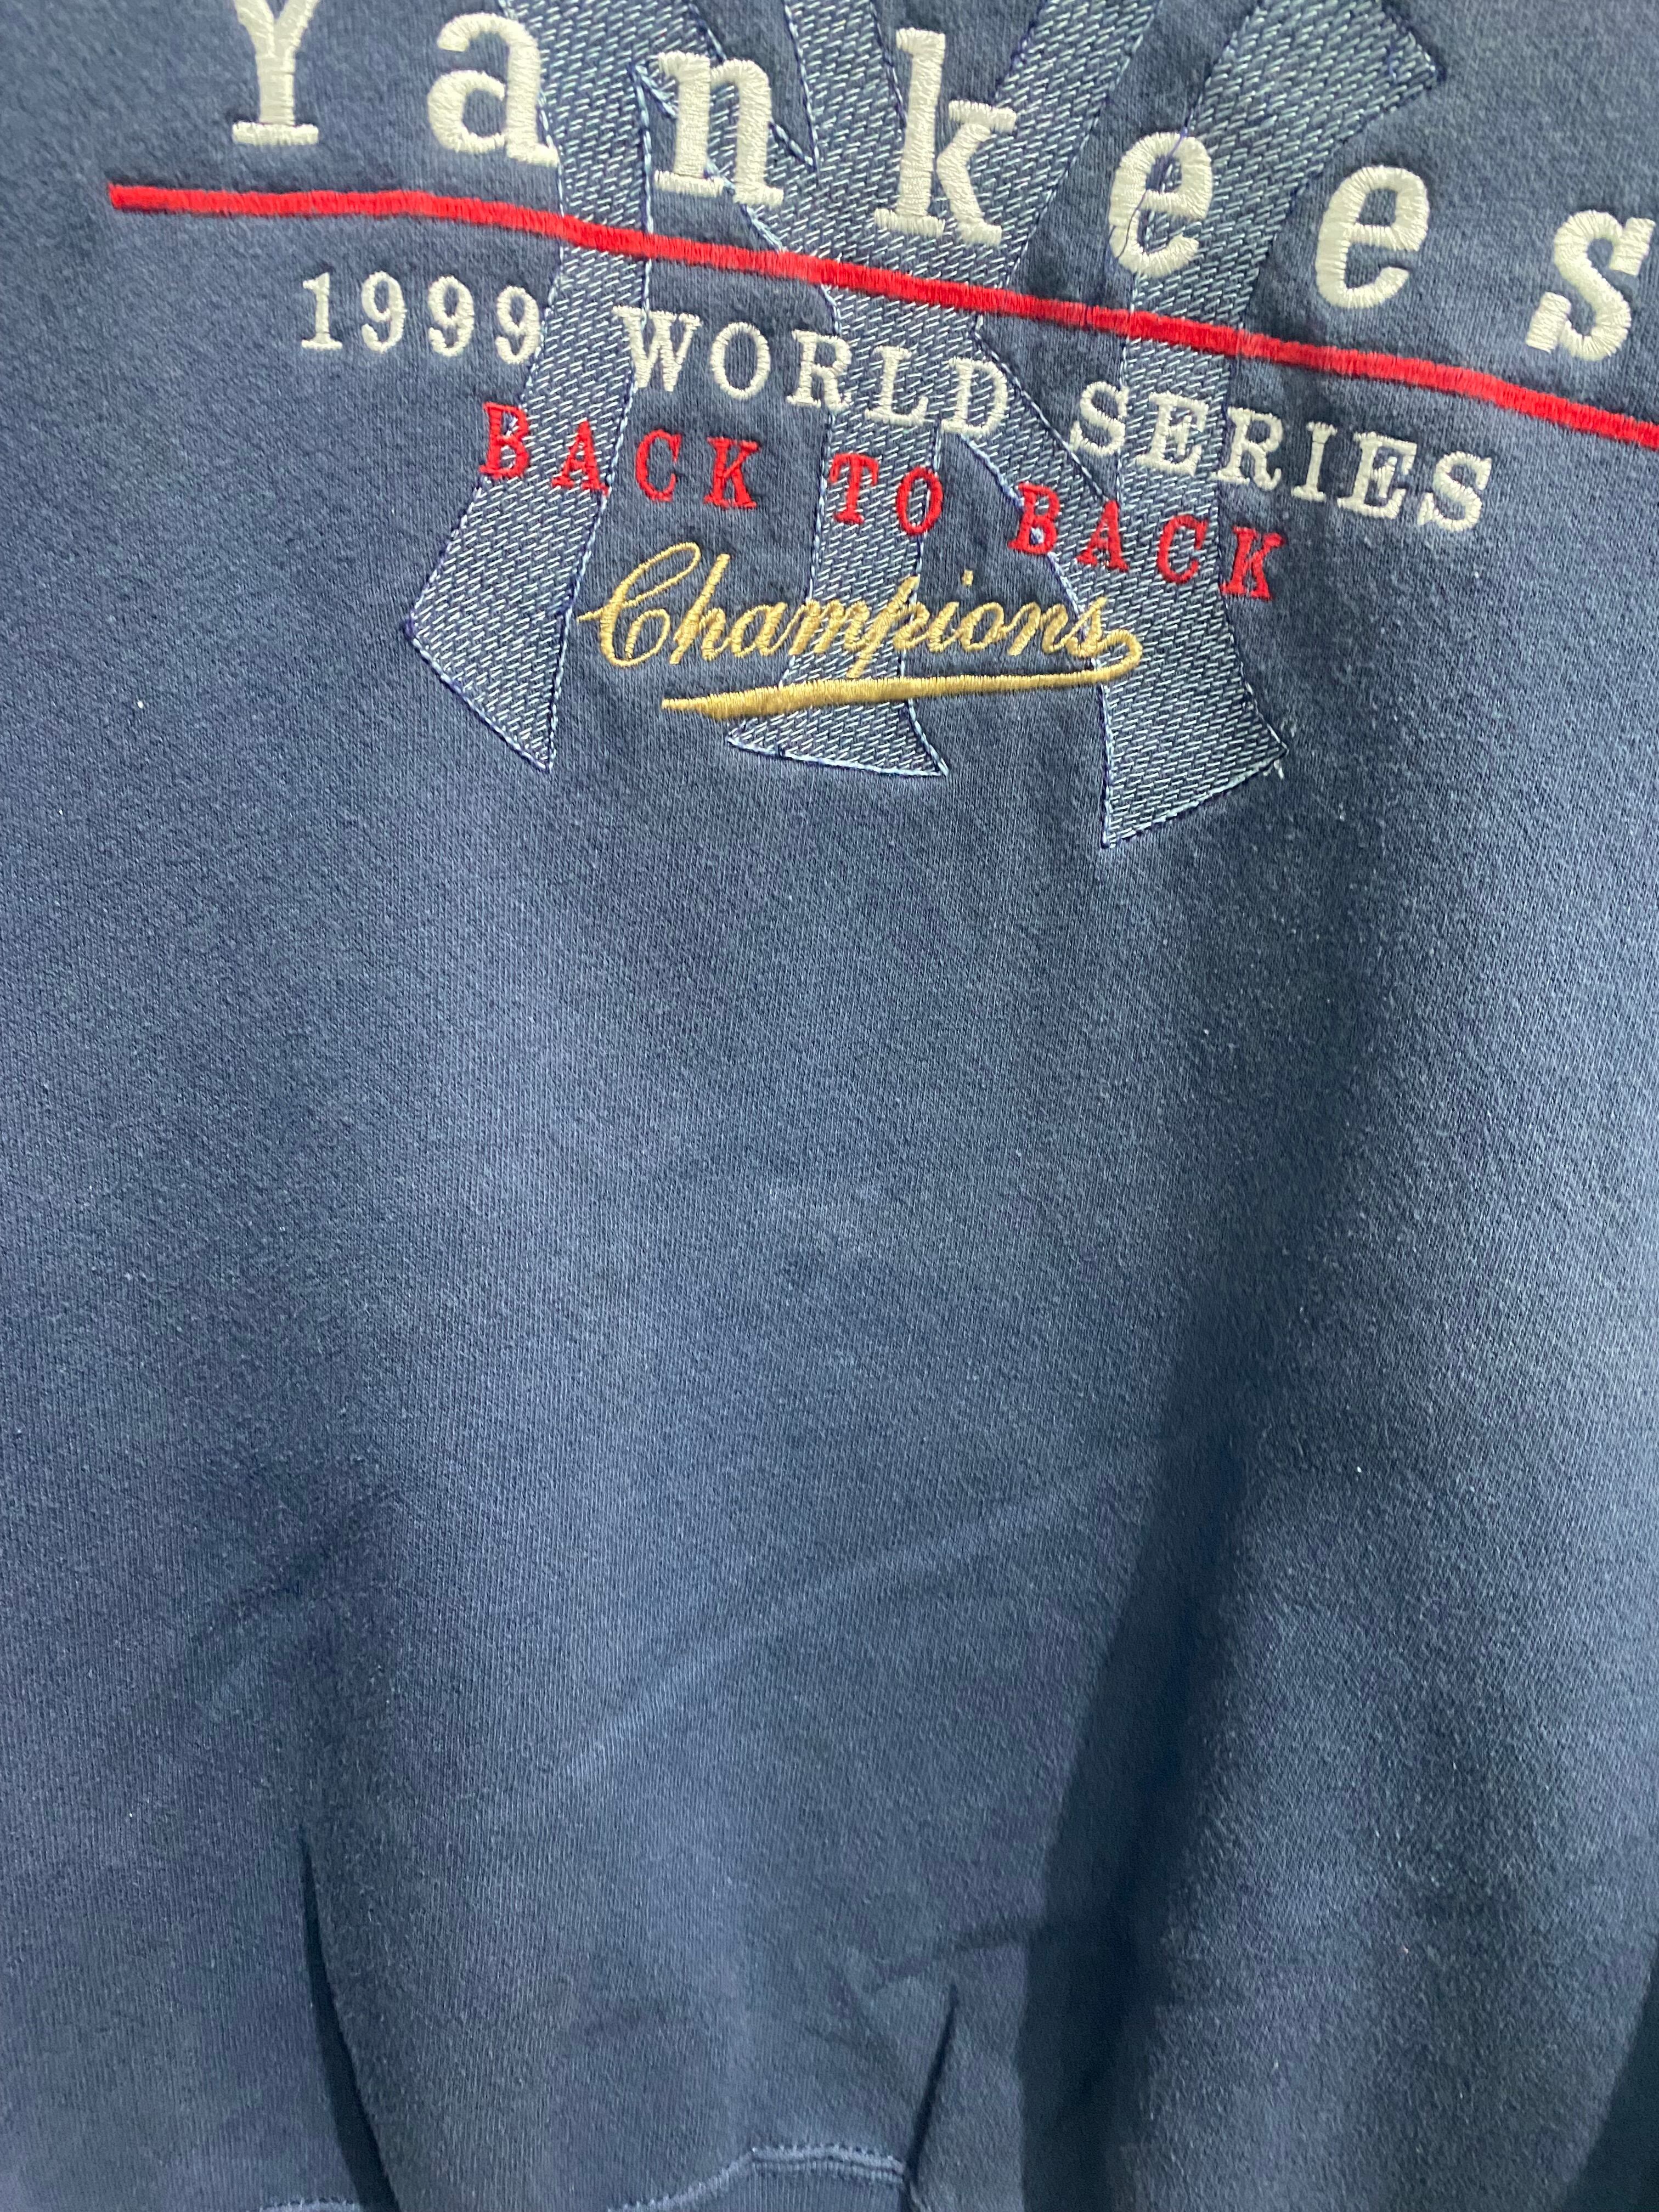 Yankees
1999 WORLD SERIES
BACK TO BACK
Champions